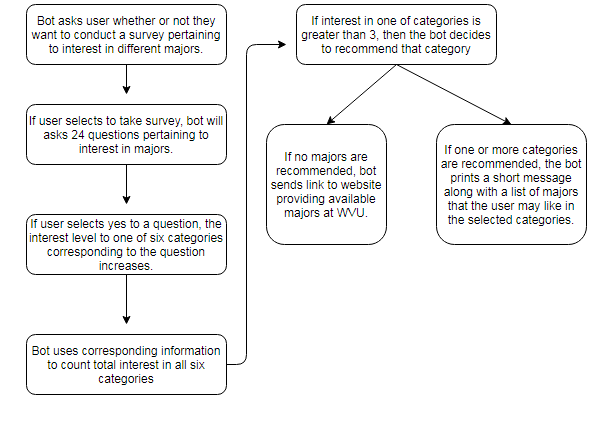 Bot asks user whether or not they
want to conduct a survey pertaining
to interest in different majors.
If user selects to take survey, bot will
asks 24 questions pertaining to
interest in majors.
If user selects yes to a question, the
interest level to one of six categories
corresponding to the question
increases.
Bot uses corresponding information
to count total interest in all six
categories
If interest in one of categories is
greater than 3, then the bot decides
to recommend that category
If no majors are
recommended, bot
sends link to website
providing available
majors at WVU.
If one or more categories
are recommended, the bot
prints a short message
along with a list of majors
that the user may like in
the selected categories.